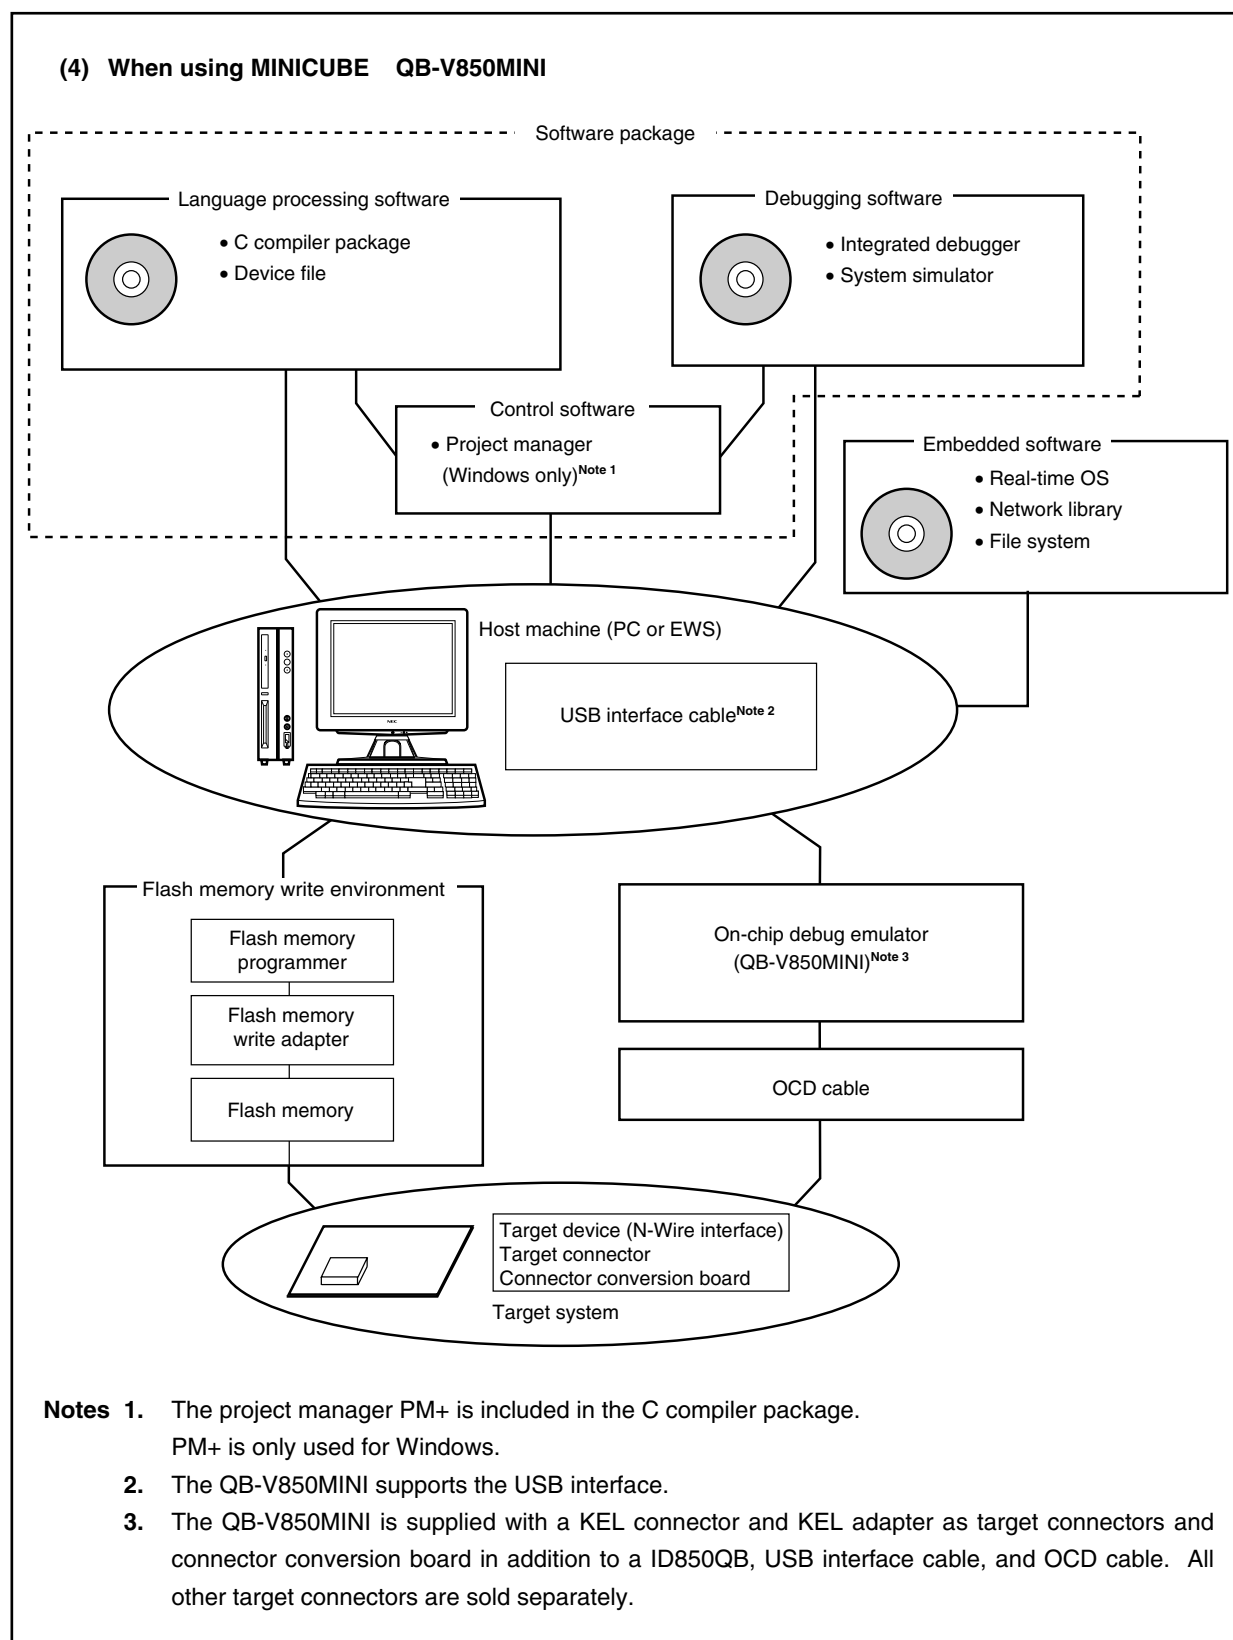 (4) When using MINICUBE QB-V850MINI
Software package
Language processing software
• C compiler package
• Device file
Debugging software
• Integrated debugger
• System simulator
Control software
• Project manager
(Windows only)Note 1
Embedded software
• Real-time OS
• Network library
• File system
Host machine (PC or EWS)
USB interface cableNote 2
NEC
Flash memory write environment
Flash memory
programmer
Flash memory
write adapter
Flash memory
On-chip debug emulator
(QB-V850MINI)Note 3
OCD cable
Target device (N-Wire interface)
Target connector
Connector conversion board
Target system
Notes 1. The project manager PM+ is included in the C compiler package.
PM+ is only used for Windows.
2. The QB-V850MINI supports the USB interface.
3. The QB-V850MINI is supplied with a KEL connector and KEL adapter as target connectors and
connector conversion board in addition to a ID850QB, USB interface cable, and OCD cable. All
other target connectors are sold separately.